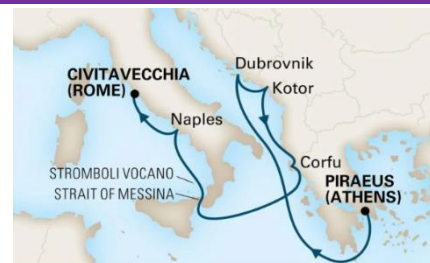 Dubrovnik
CIVITAVECCHIA
(ROME)
Kotor
Naples
Corfu
STROMBOLI VOCANO
STRAIT OF MESSINA
PIRAEUS
(ATHENS)